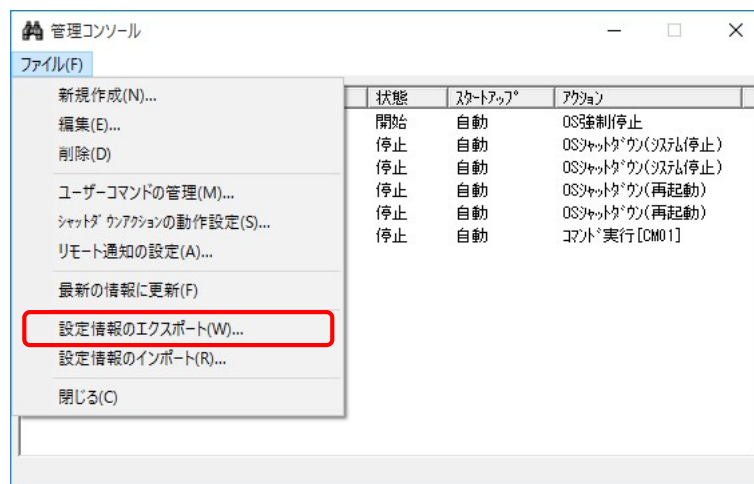 管理コンソール
ファイル(F)
新規作成(N)...
編集(E)...
削除(D)
ユーザーコマンドの管理(M)...
ｼｬｯﾄﾀﾞｳﾝｱｸｼｮﾝの動作設定(S)...
リモート通知の設定(A)...
最新の情報に更新(F)
設定情報のエクスポート(W)...
設定情報のインポート(R)...
閉じる(C)
状態 ｽﾀｰﾄｱｯﾌﾟ ｱｸｼｮﾝ
開始 自動 OS強制停止
停止 自動 OSｼｬｯﾄﾀﾞｳﾝ(ｼｽﾃﾑ停止)
停止 自動 OSｼｬｯﾄﾀﾞｳﾝ(ｼｽﾃﾑ停止)
停止 自動 OSｼｬｯﾄﾀﾞｳﾝ(再起動)
停止 自動 OSｼｬｯﾄﾀﾞｳﾝ(再起動)
停止 自動 ｺﾏﾝﾄﾞ実行[CM01]